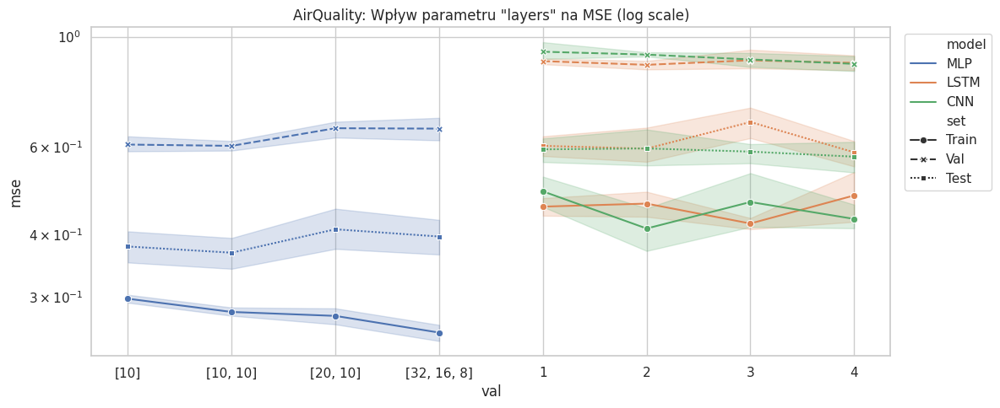 AirQuality: Wpływ parametru "layers" na MSE (log scale)
10⁰
6 × 10⁻¹
4 × 10⁻¹
3 × 10⁻¹
mse
[10]
[10, 10]
[20, 10]
[32, 16, 8]
1
2
3
4
val
model
MLP
LSTM
CNN
set
Train
Val
Test